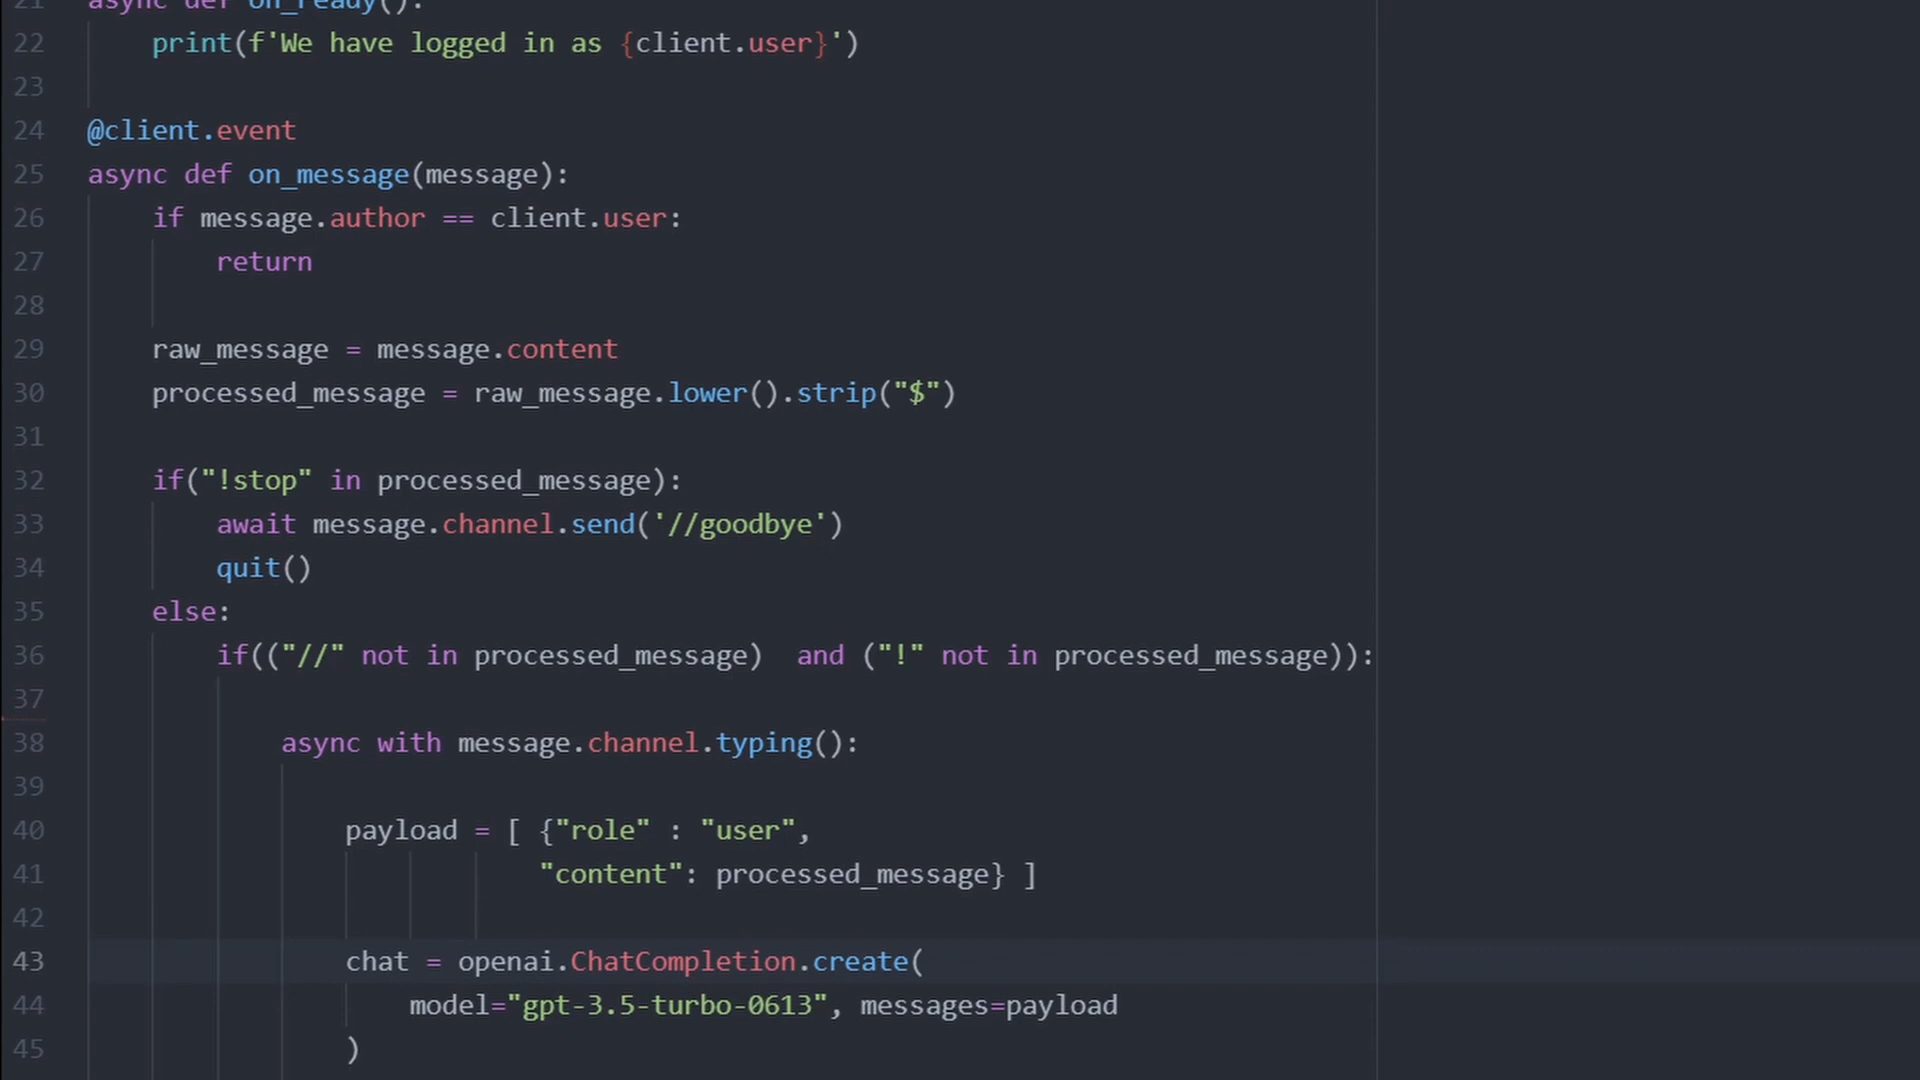 21 async def on_ready():
22     print(f'We have logged in as {client.user}')
23
24 @client.event
25 async def on_message(message):
26     if message.author == client.user:
27         return
28
29     raw_message = message.content
30     processed_message = raw_message.lower().strip("$")
31
32     if("!stop" in processed_message):
33         await message.channel.send('//goodbye')
34         quit()
35     else:
36         if(("//" not in processed_message)  and ("!" not in processed_message)):
37
38             async with message.channel.typing():
39
40                 payload = [ {"role" : "user",
41                             "content": processed_message} ]
42
43                 chat = openai.ChatCompletion.create(
44                     model="gpt-3.5-turbo-0613", messages=payload
45                 )